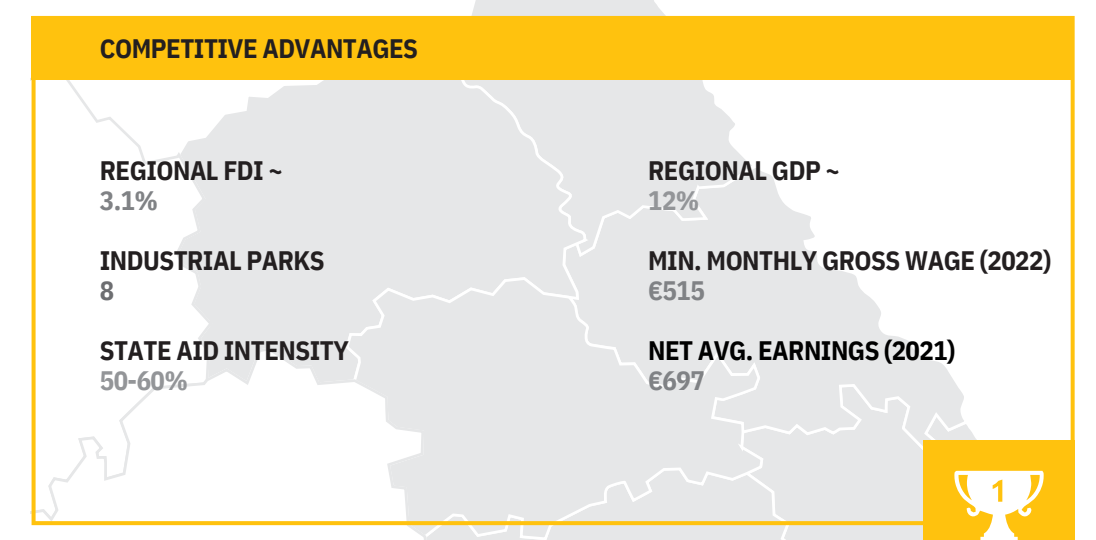 COMPETITIVE ADVANTAGES
REGIONAL FDI ~
3.1%
INDUSTRIAL PARKS
8
STATE AID INTENSITY
50-60%
REGIONAL GDP ~
12%
MIN. MONTHLY GROSS WAGE (2022)
€515
NET AVG. EARNINGS (2021)
€697
1